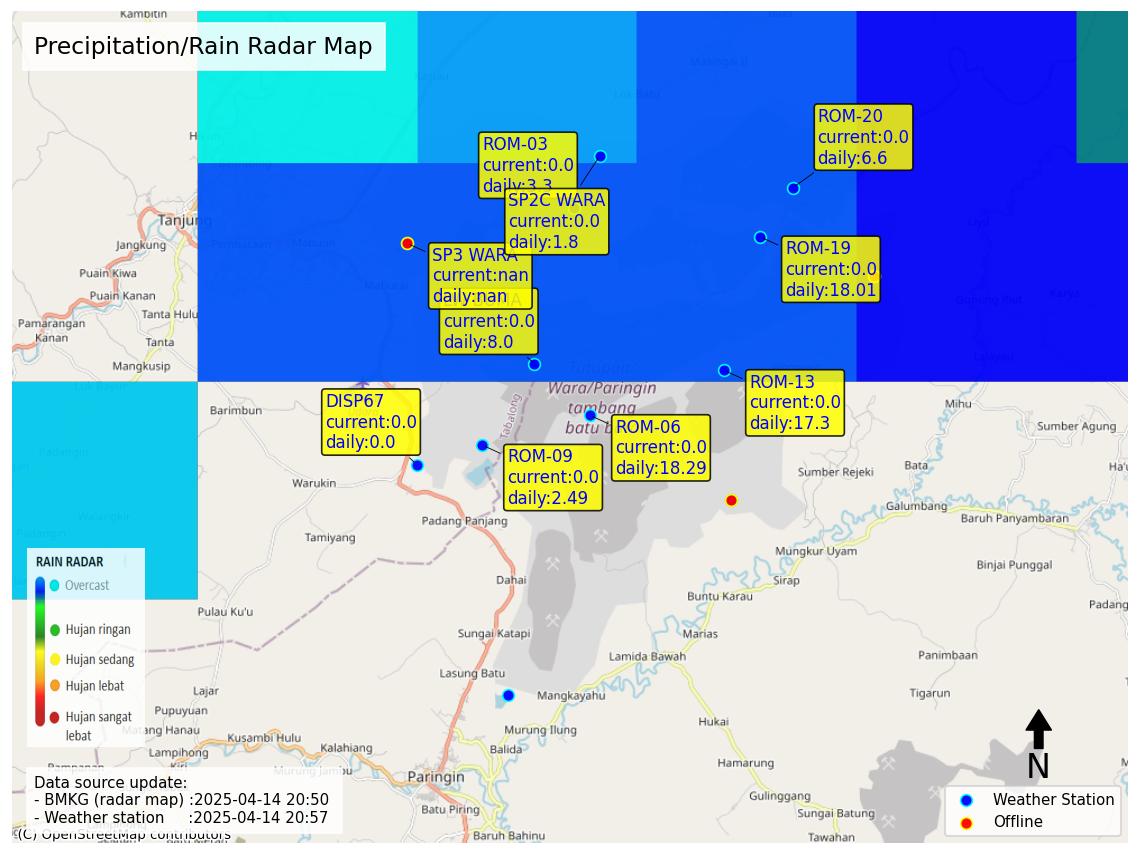 Kambitin
Precipitation/Rain Radar Map
ROM-20
current:0.0
daily:6.6
ROM-03
current:0.0
daily:3.3
SP2C WARA
current:0.0
daily:1.8
Tanjung
Jangkung
ROM-19
current:0.0
daily:18.01
SP3 WARA
current:nan
daily:nan
Puain Kiwa
Puain Kanan
Tanta Hulu
current:0.0
daily:8.0
Pamarangan
Kanan
Tanta
Mangkusip
Tutupan
Wara/Paringin
tambang
ROM-13
current:0.0
daily:17.3
DISP67
current:0.0
daily:0.0
Barimbun
Tabalong
Mihu
ROM-06
current:0.0
daily:18.29
Sumber Agung
ROM-09
current:0.0
daily:2.49
Bata
Sumber Rejeki
Warukin
Galumbang
Baruh Panyambaran
Padang Panjang
Tamiyang
Mungkur Uyam
Binjai Punggal
RAIN RADAR
Overcast
Hujan ringan
Hujan sedang
Hujan lebat
Hujan sangat
lebat
Dahai
Sirap
Buntu Karau
Padang
Pulau Ku'u
Sungai Katapi
Marias
Lamida Bawah
Panimbaan
Lasung Batu
Lajar
Mangkayahu
Tigarun
Pupuyuan
Matang Hanau
Murung Ilung
Hukai
Kusambi Hulu
Kalahiang
Lampihong
Balida
Hamarung
N
Murung Jambu
Paringin
Data source update:
- BMKG (radar map) :2025-04-14 20:50
- Weather station :2025-04-14 20:57
Gulinggang
Weather Station
Offline
Batu Piring
Sungai Batung
(C) OpenStreetMap contributors
Baruh Bahinu
Tawahan